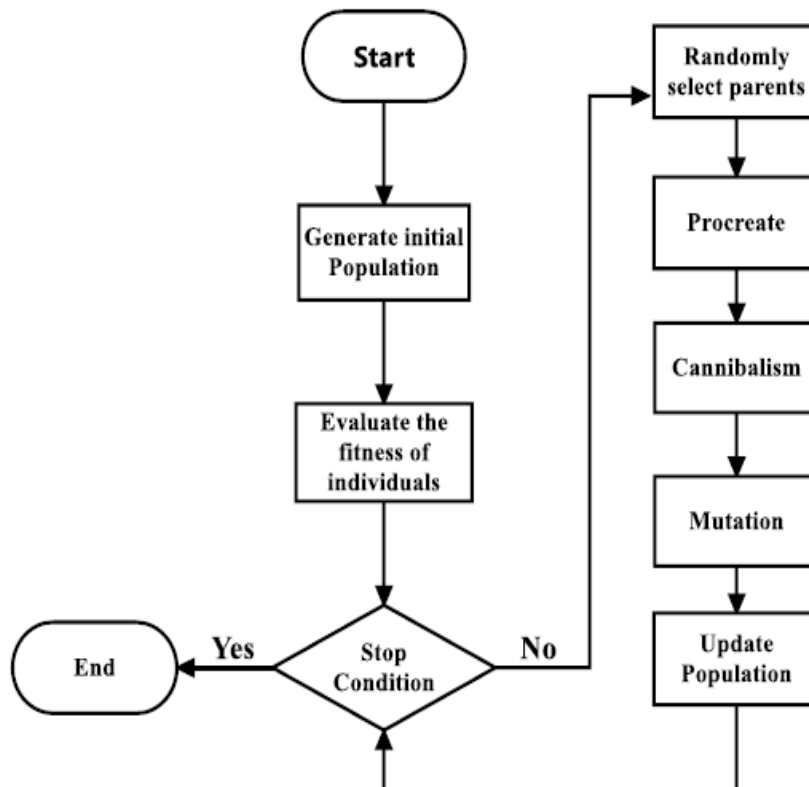 Start
Generate initial
Population
Evaluate the
fitness of
individuals
Stop
Condition
Yes
End
No
Randomly
select parents
Procreate
Cannibalism
Mutation
Update
Population